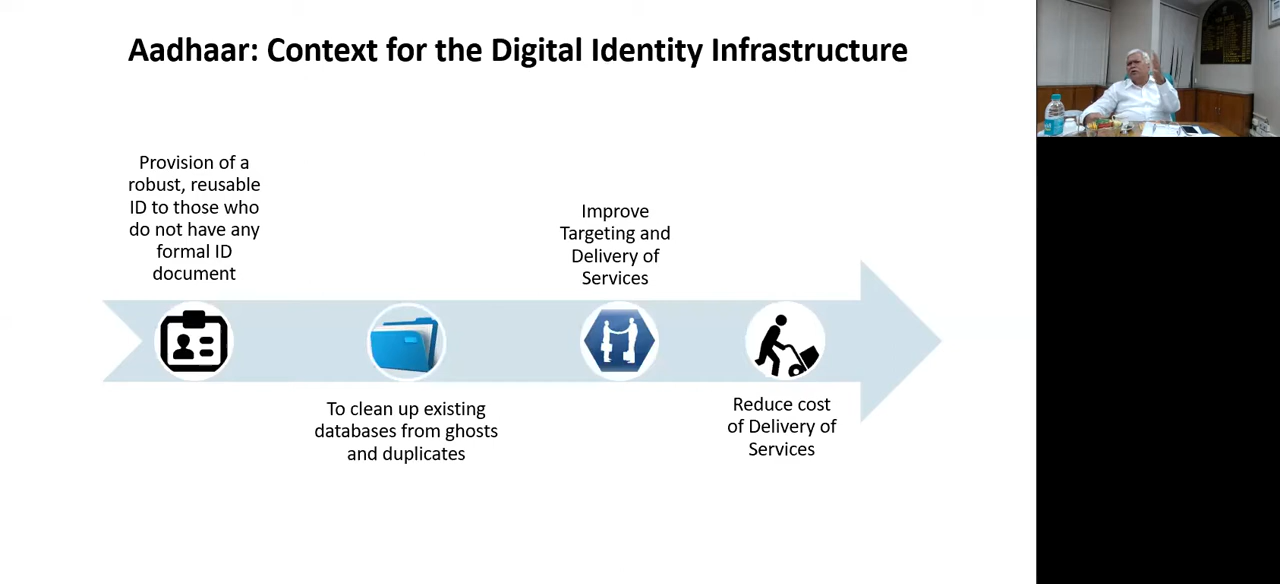 Aadhaar: Context for the Digital Identity Infrastructure
Provision of a
robust, reusable
ID to those who
do not have any
formal ID
document
To clean up existing
databases from ghosts
and duplicates
Improve
Targeting and
Delivery of
Services
Reduce cost
of Delivery of
Services